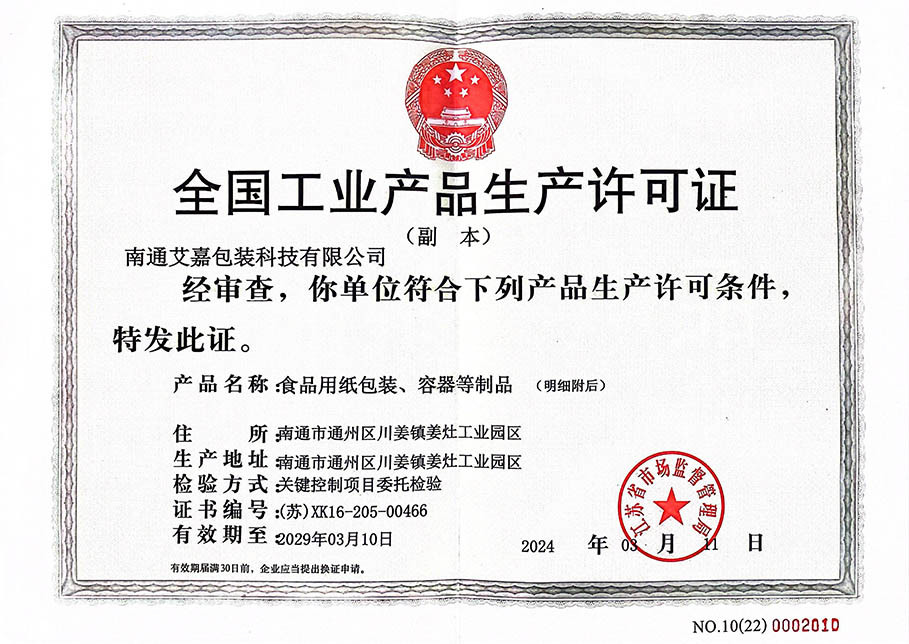 全国工业产品生产许可证
（副 本）
南通艾嘉包装科技有限公司
经审查，你单位符合下列产品生产许可条件，
特发此证。
产品名称:食品用纸包装、容器等制品 （明细附后）
住 所:南通市通州区川姜镇姜灶工业园区
生产地址:南通市通州区川姜镇姜灶工业园区
检验方式:关键控制项目委托检验
证书编号:(苏)XK16-205-00466
有效期至:2029年03月10日
江苏省市场监督管理局
2024 年 03 月 11 日
有效期届满30日前，企业应当提出换证申请。
NO.10(22) 0002010